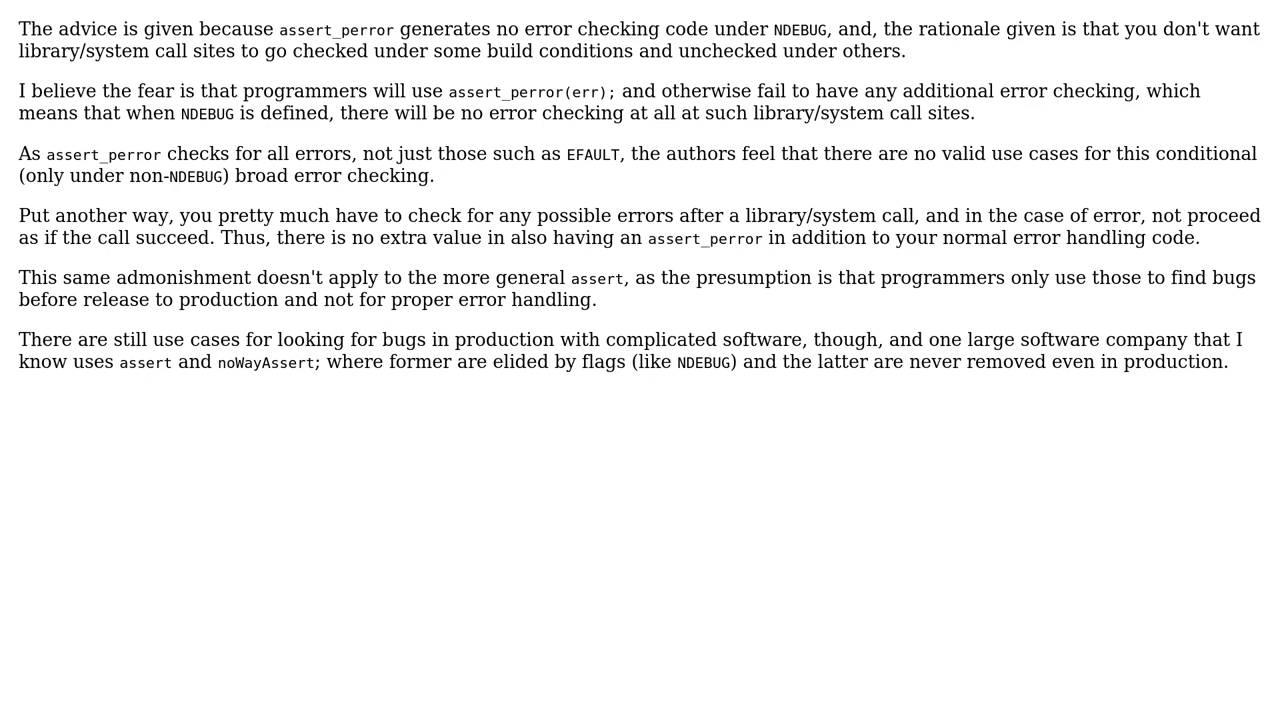 The advice is given because assert_perror generates no error checking code under NDEBUG, and, the rationale given is that you don't want
library/system call sites to go checked under some build conditions and unchecked under others.
I believe the fear is that programmers will use assert_perror(err); and otherwise fail to have any additional error checking, which
means that when NDEBUG is defined, there will be no error checking at all at such library/system call sites.
As assert_perror checks for all errors, not just those such as EFAULT, the authors feel that there are no valid use cases for this conditional
(only under non-NDEBUG) broad error checking.
Put another way, you pretty much have to check for any possible errors after a library/system call, and in the case of error, not proceed
as if the call succeed. Thus, there is no extra value in also having an assert_perror in addition to your normal error handling code.
This same admonishment doesn't apply to the more general assert, as the presumption is that programmers only use those to find bugs
before release to production and not for proper error handling.
There are still use cases for looking for bugs in production with complicated software, though, and one large software company that I
know uses assert and noWayAssert; where former are elided by flags (like NDEBUG) and the latter are never removed even in production.